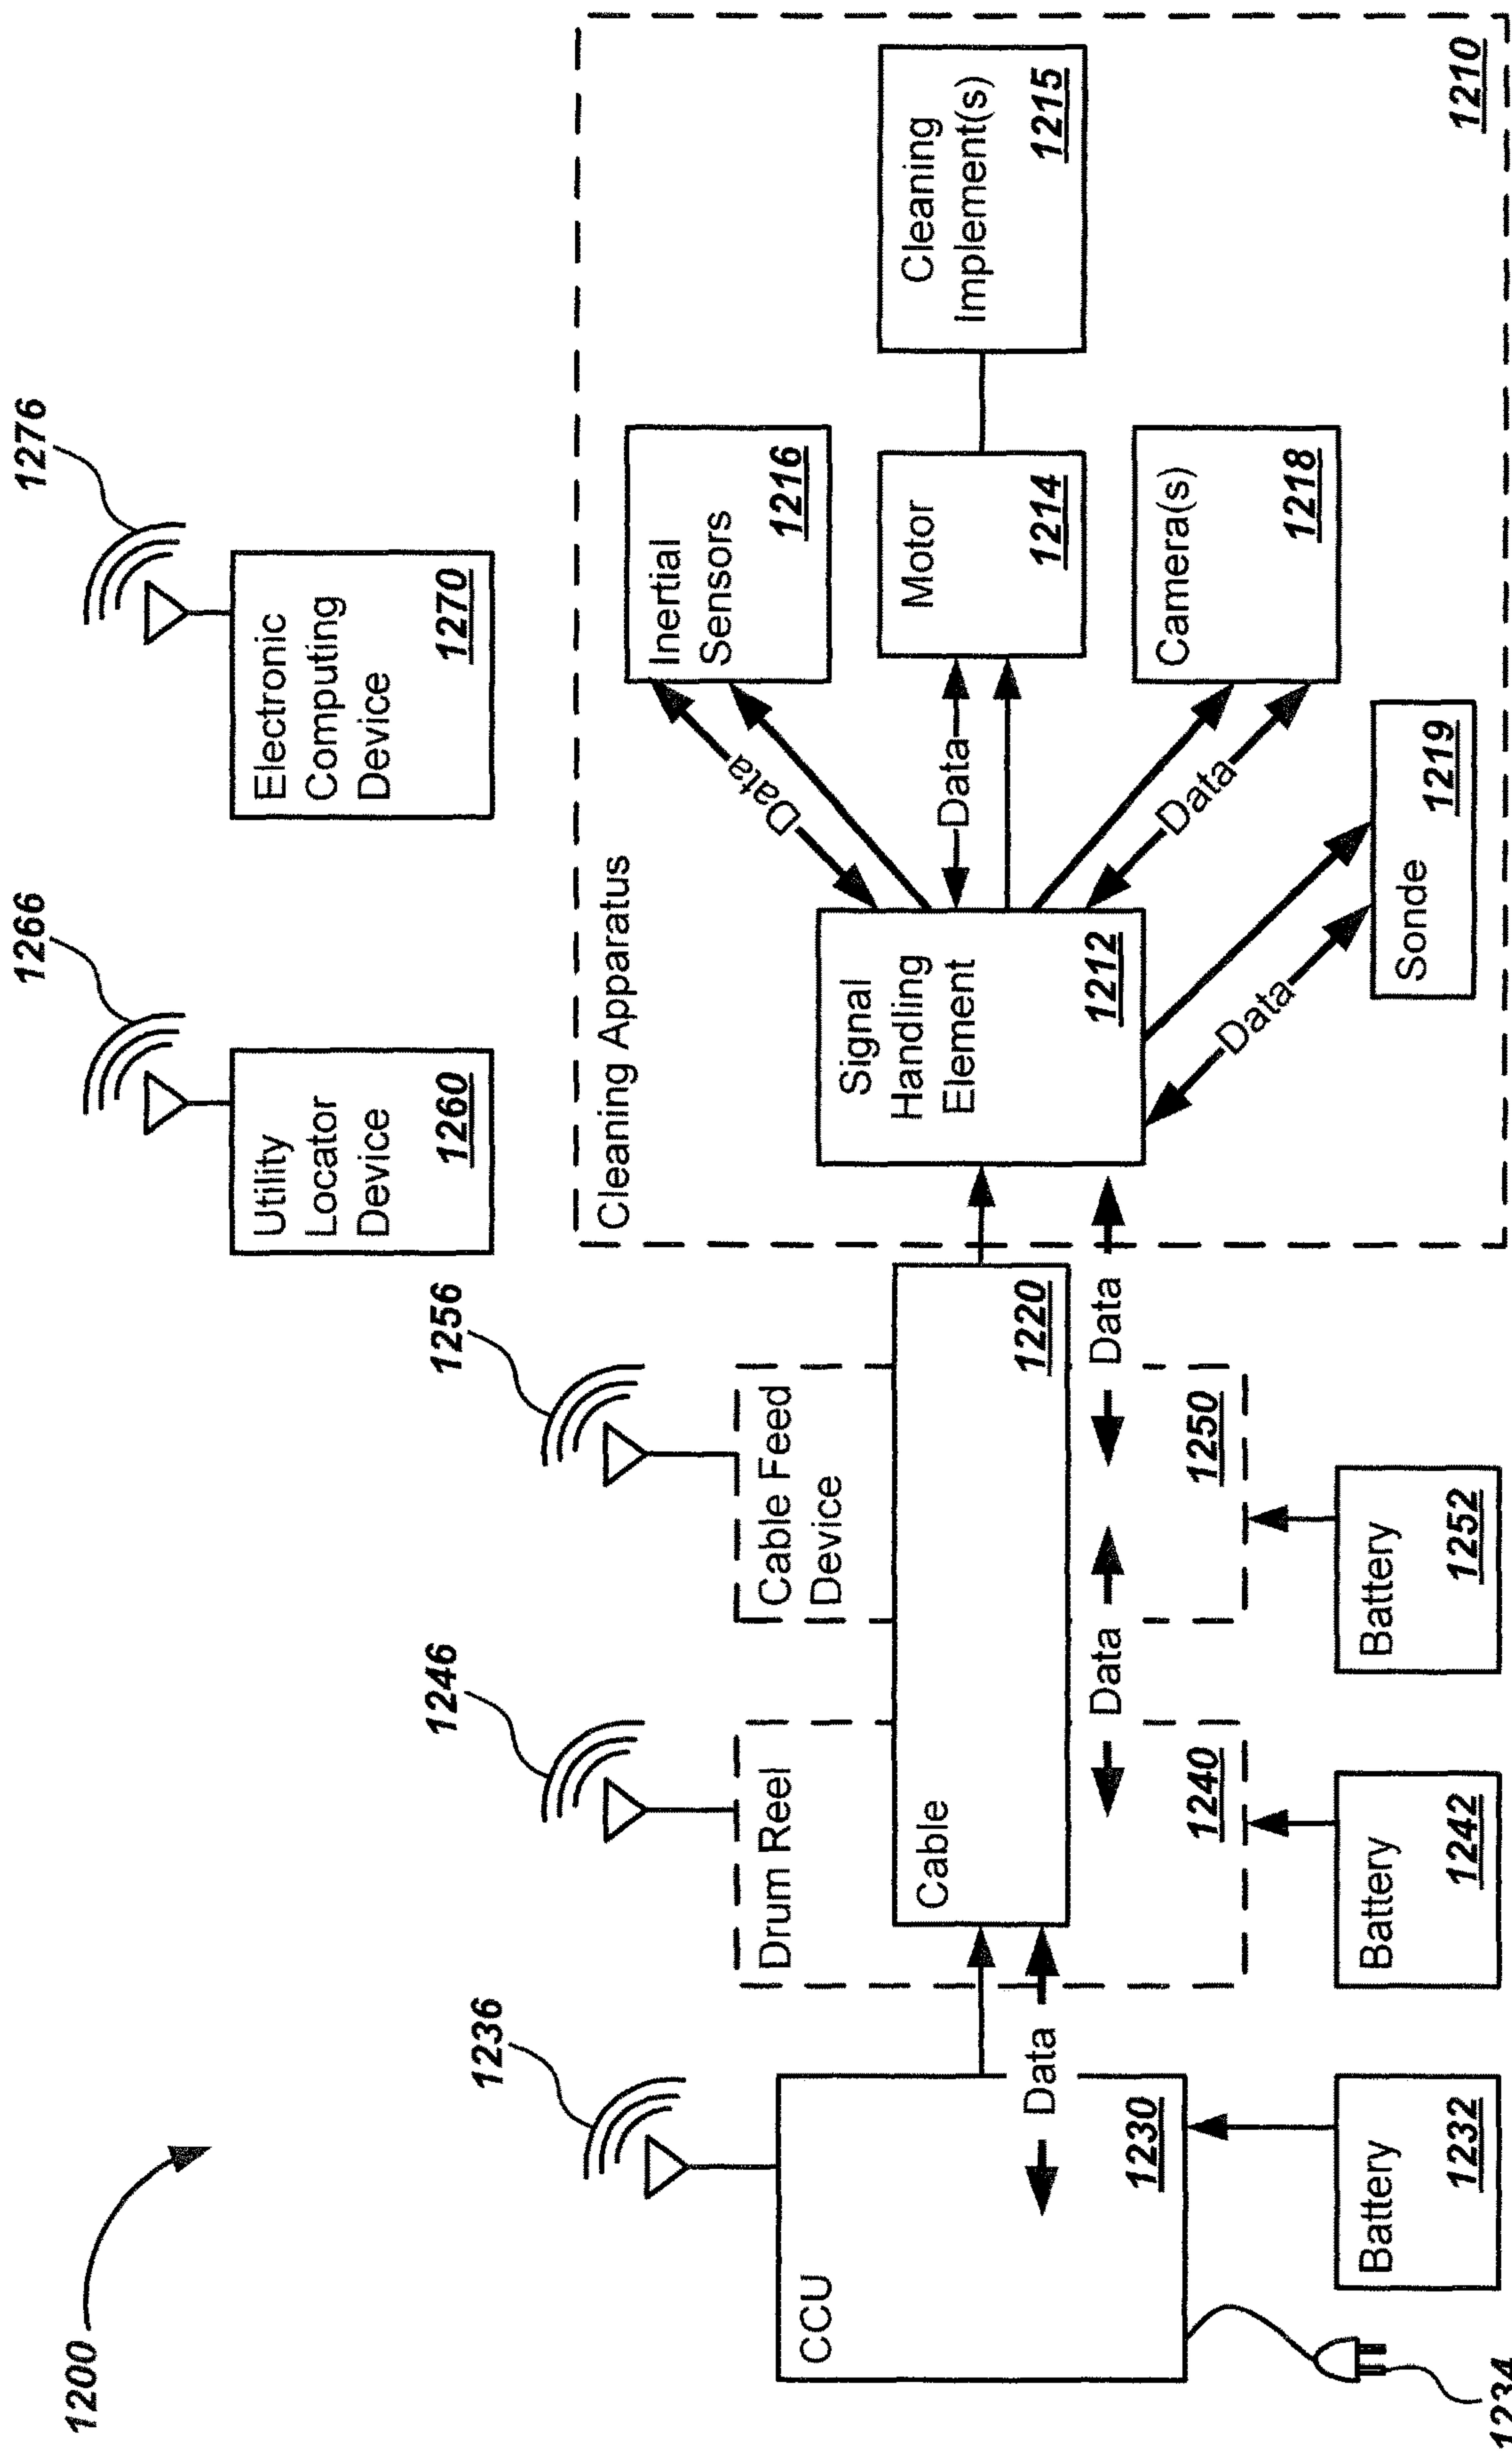 1200
1236
1246
1256
1266
1276
Utility
Locator
Device
1260
Electronic
Computing
Device
1270
CCU
Data
1230
Battery
1232
1234
Drum Reel
1240
Battery
1242
Cable Feed
Device
1250
Battery
1252
Cable
1220
Data
Data
Cleaning Apparatus
Signal
Handling
Element
1212
Data
Data
Data
Data
Inertial
Sensors
1216
Motor
1214
Camera(s)
1218
Sonde
1219
Cleaning
Implement(s)
1215
1210